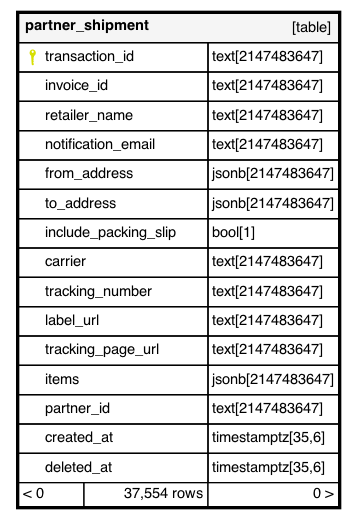 partner_shipment [table]
transaction_id text[2147483647]
invoice_id text[2147483647]
retailer_name text[2147483647]
notification_email text[2147483647]
from_address jsonb[2147483647]
to_address jsonb[2147483647]
include_packing_slip bool[1]
carrier text[2147483647]
tracking_number text[2147483647]
label_url text[2147483647]
tracking_page_url text[2147483647]
items jsonb[2147483647]
partner_id text[2147483647]
created_at timestamptz[35,6]
deleted_at timestamptz[35,6]
< 0 37,554 rows 0 >